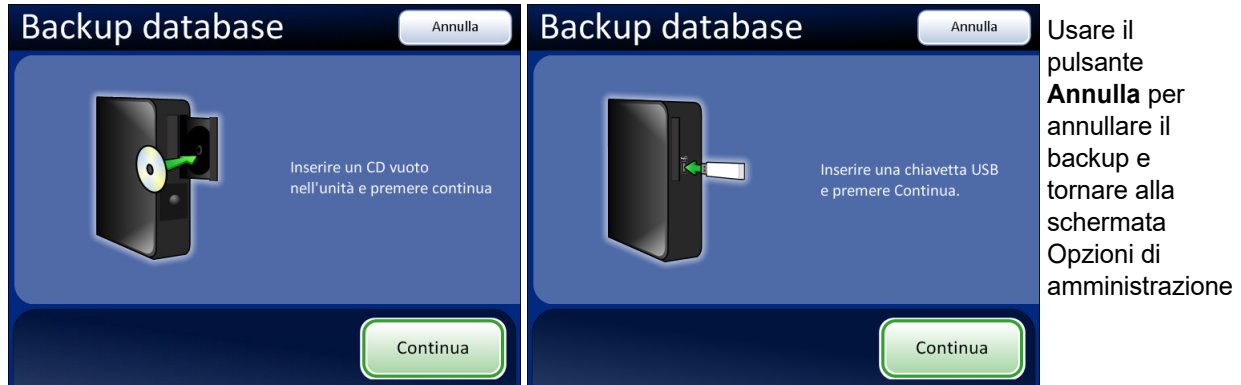 Backup database
Annulla
Inserire un CD vuoto
nell'unità e premere continua
Continua
Backup database
Annulla
Inserire una chiavetta USB
e premere Continua.
Continua
Usare il
pulsante
Annulla per
annullare il
backup e
tornare alla
schermata
Opzioni di
amministrazione